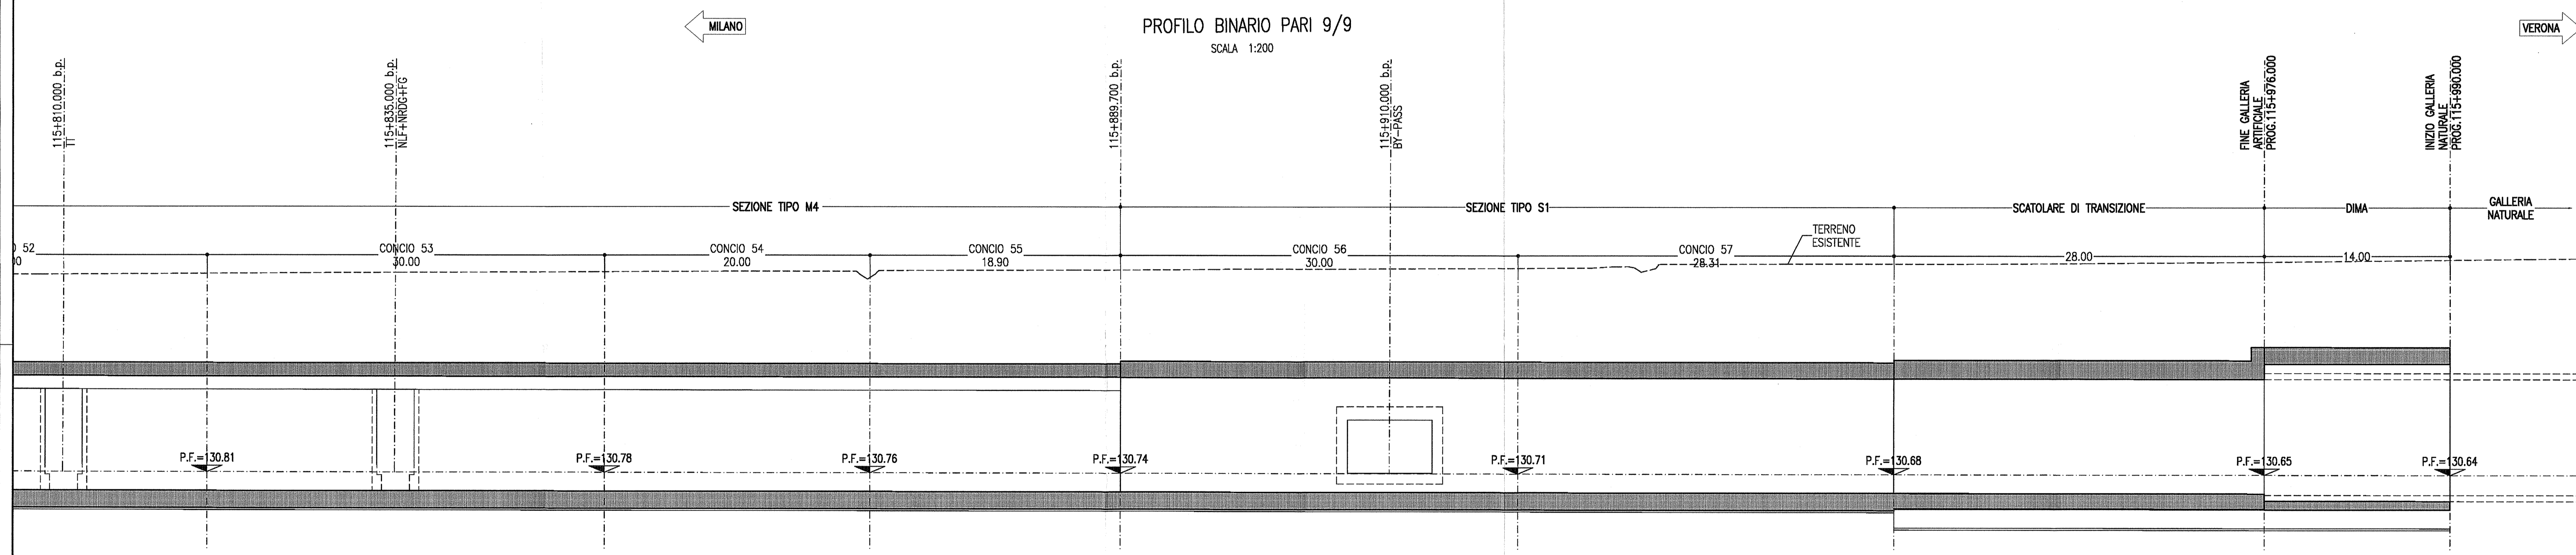 MILANO
PROFILO BINARIO PARI 9/9
SCALA 1:200
VERONA
115+810.000 b.p.
TT
115+835.000 b.p.
NLF+NRDG+FG
115+889.700 b.p.
115+910.000 b.p.
BY-PASS
FINE GALLERIA
ARTIFICIALE
PROG.115+976.000
INIZIO GALLERIA
NATURALE
PROG.115+990.000
SEZIONE TIPO M4
SEZIONE TIPO S1
SCATOLARE DI TRANSIZIONE
DIMA
GALLERIA
NATURALE
52
CONCIO 53
30.00
CONCIO 54
20.00
CONCIO 55
18.90
CONCIO 56
30.00
CONCIO 57
28.31
TERRENO
ESISTENTE
28.00
14.00
P.F.=130.81
P.F.=130.78
P.F.=130.76
P.F.=130.74
P.F.=130.71
P.F.=130.68
P.F.=130.65
P.F.=130.64